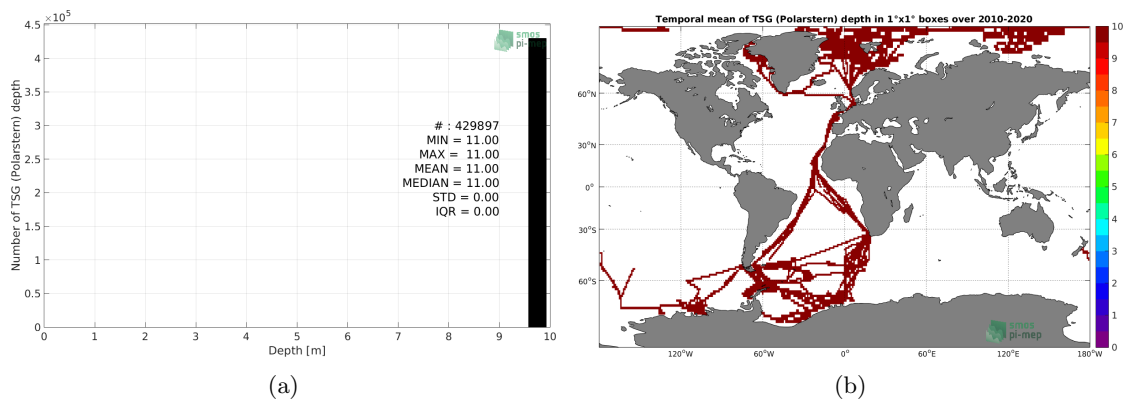 4.5 ×10⁵
smos
pi-mep
4
3.5
3
2.5
2
1.5
1
0.5
0
Number of TSG (Polarstern) depth
# : 429897
MIN = 11.00
MAX = 11.00
MEAN = 11.00
MEDIAN = 11.00
STD = 0.00
IQR = 0.00
0 1 2 3 4 5 6 7 8 9 10
Depth [m]
(a)
Temporal mean of TSG (Polarstern) depth in 1°x1° boxes over 2010-2020
60°N
30°N
0°
30°S
60°S
120°W 60°W 0° 60°E 120°E 180°W
smos
pi-mep
10
9
8
7
6
5
4
3
2
1
0
(b)